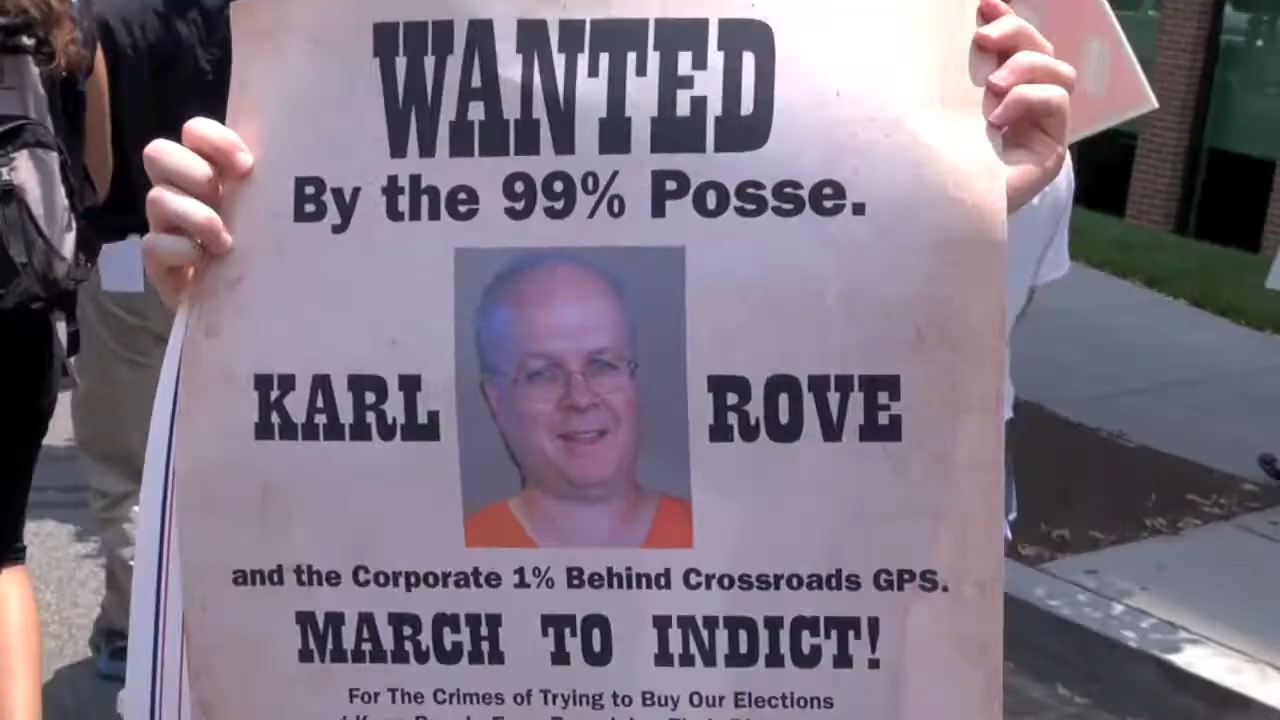 WANTED
By the 99% Posse.
KARL ROVE
and the Corporate 1% Behind Crossroads GPS.
MARCH TO INDICT!
For The Crimes of Trying to Buy Our Elections